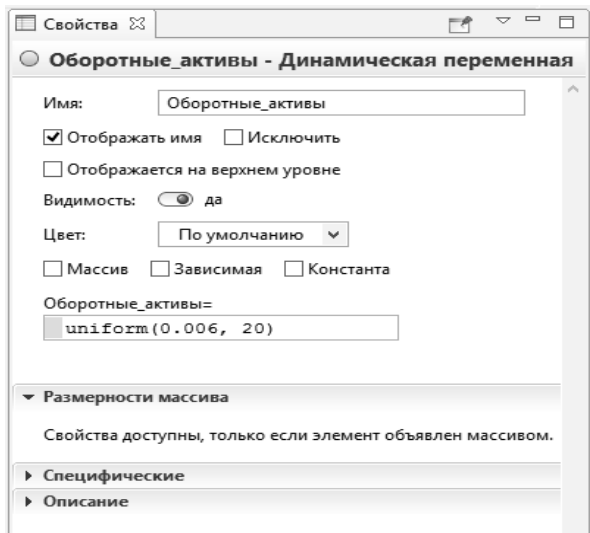 Свойства
Оборотные_активы - Динамическая переменная
Имя: Оборотные_активы
Отображать имя Исключить
Отображается на верхнем уровне
Видимость: да
Цвет: По умолчанию
Массив Зависимая Константа
Оборотные_активы=
uniform(0.006, 20)
Размерности массива
Свойства доступны, только если элемент объявлен массивом.
Специфические
Описание